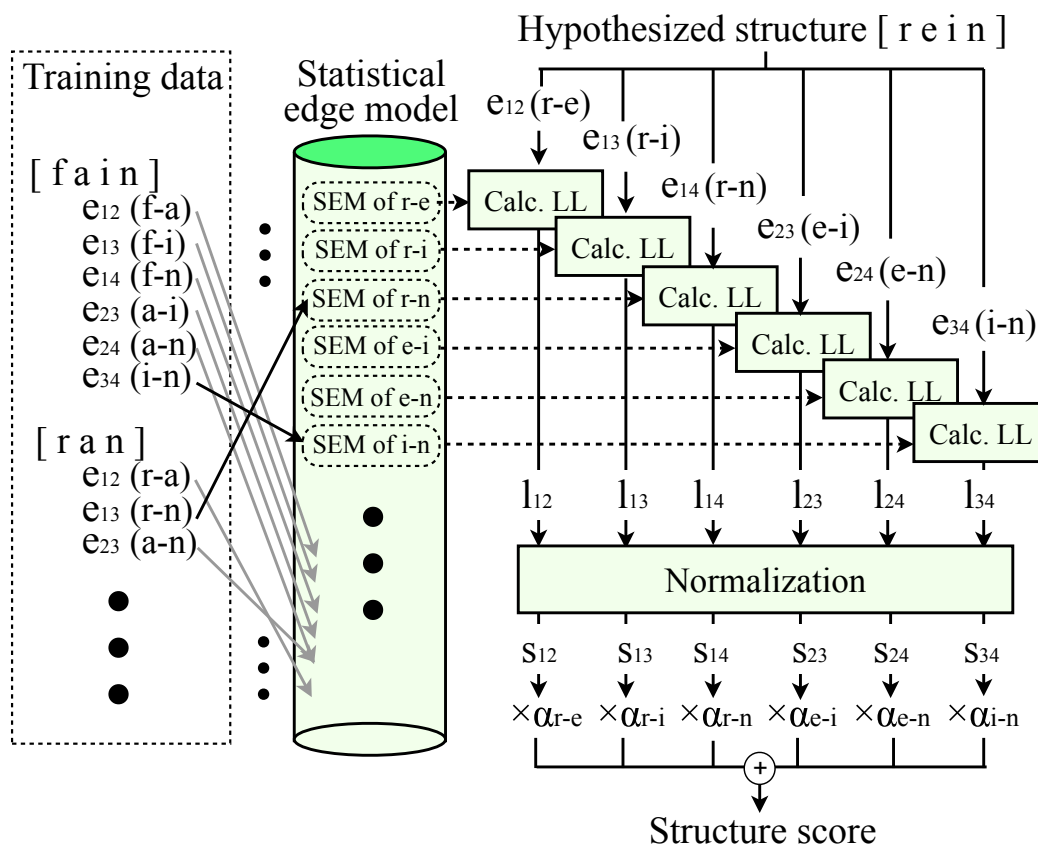 Hypothesized structure [ r e i n ]
Training data
Statistical
edge model
[ f a i n ]
e12 (f-a)
e13 (f-i)
e14 (f-n)
e23 (a-i)
e24 (a-n)
e34 (i-n)
[ r a n ]
e12 (r-a)
e13 (r-n)
e23 (a-n)
SEM of r-e
SEM of r-i
SEM of r-n
SEM of e-i
SEM of e-n
SEM of i-n
e12 (r-e)
e13 (r-i)
e14 (r-n)
e23 (e-i)
e24 (e-n)
e34 (i-n)
Calc. LL
Calc. LL
Calc. LL
Calc. LL
Calc. LL
Calc. LL
l12 l13 l14 l23 l24 l34
Normalization
s12 s13 s14 s23 s24 s34
×αr-e ×αr-i ×αr-n ×αe-i ×αe-n ×αi-n
+
Structure score